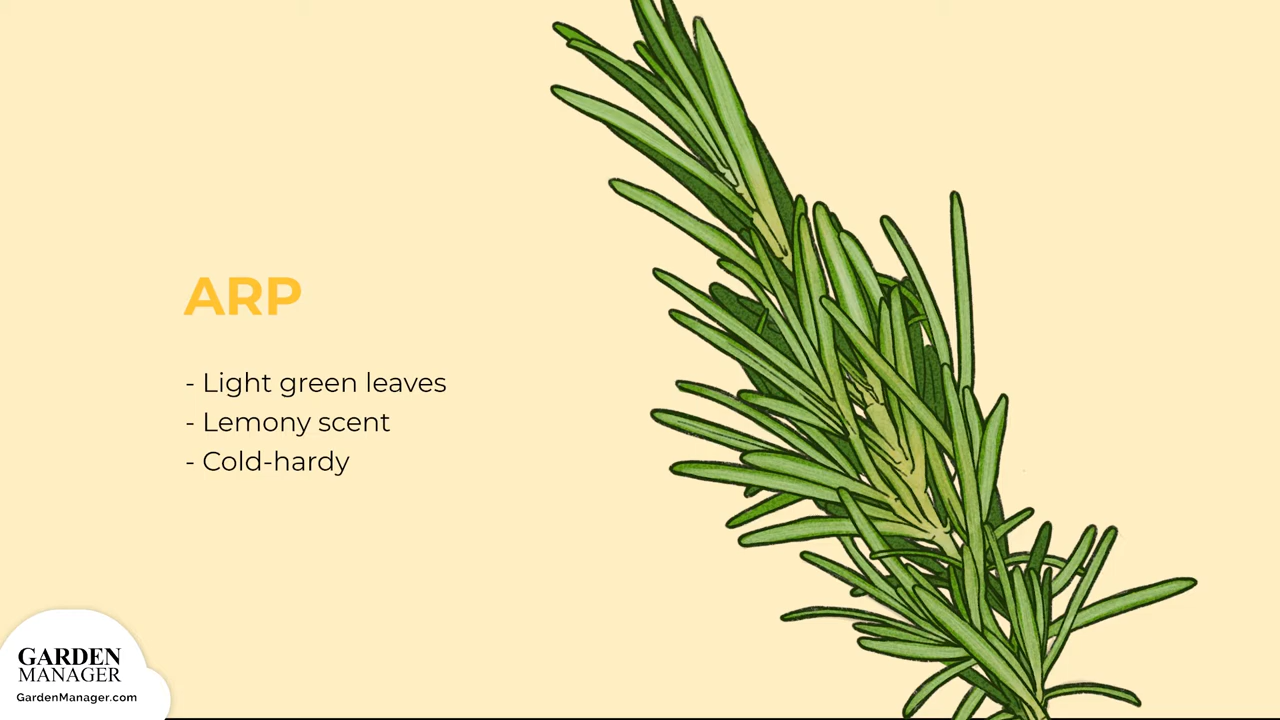 ARP
- Light green leaves
- Lemony scent
- Cold-hardy
GARDEN
MANAGER
GardenManager.com